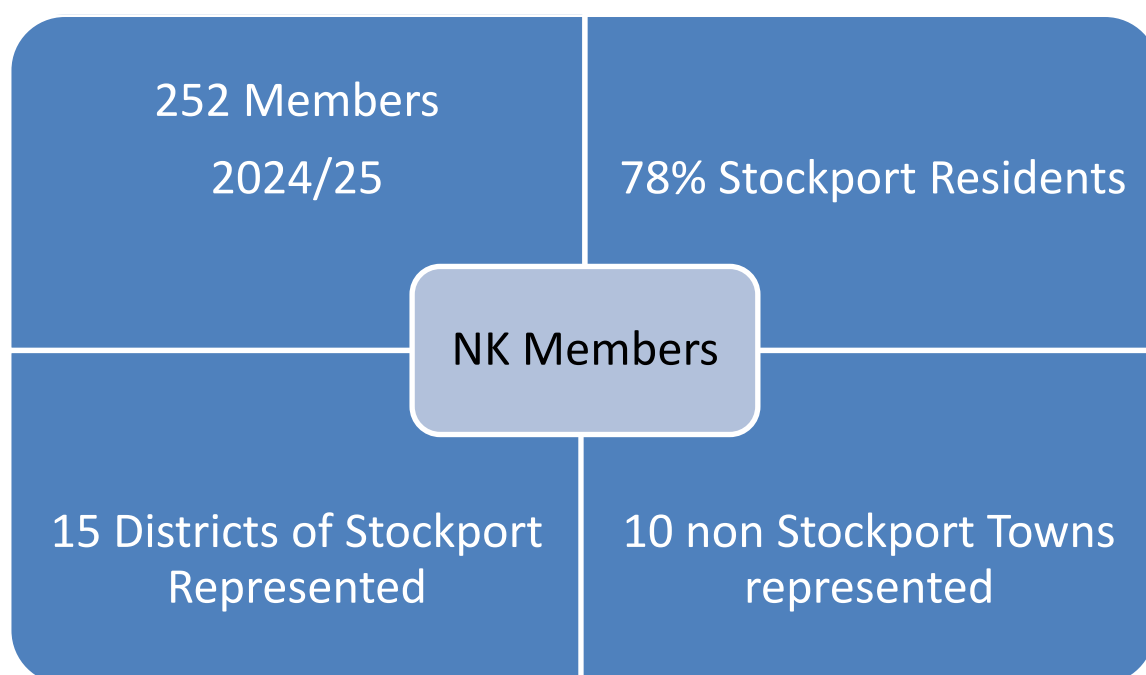 252 Members
2024/25
78% Stockport Residents
NK Members
15 Districts of Stockport
Represented
10 non Stockport Towns
represented